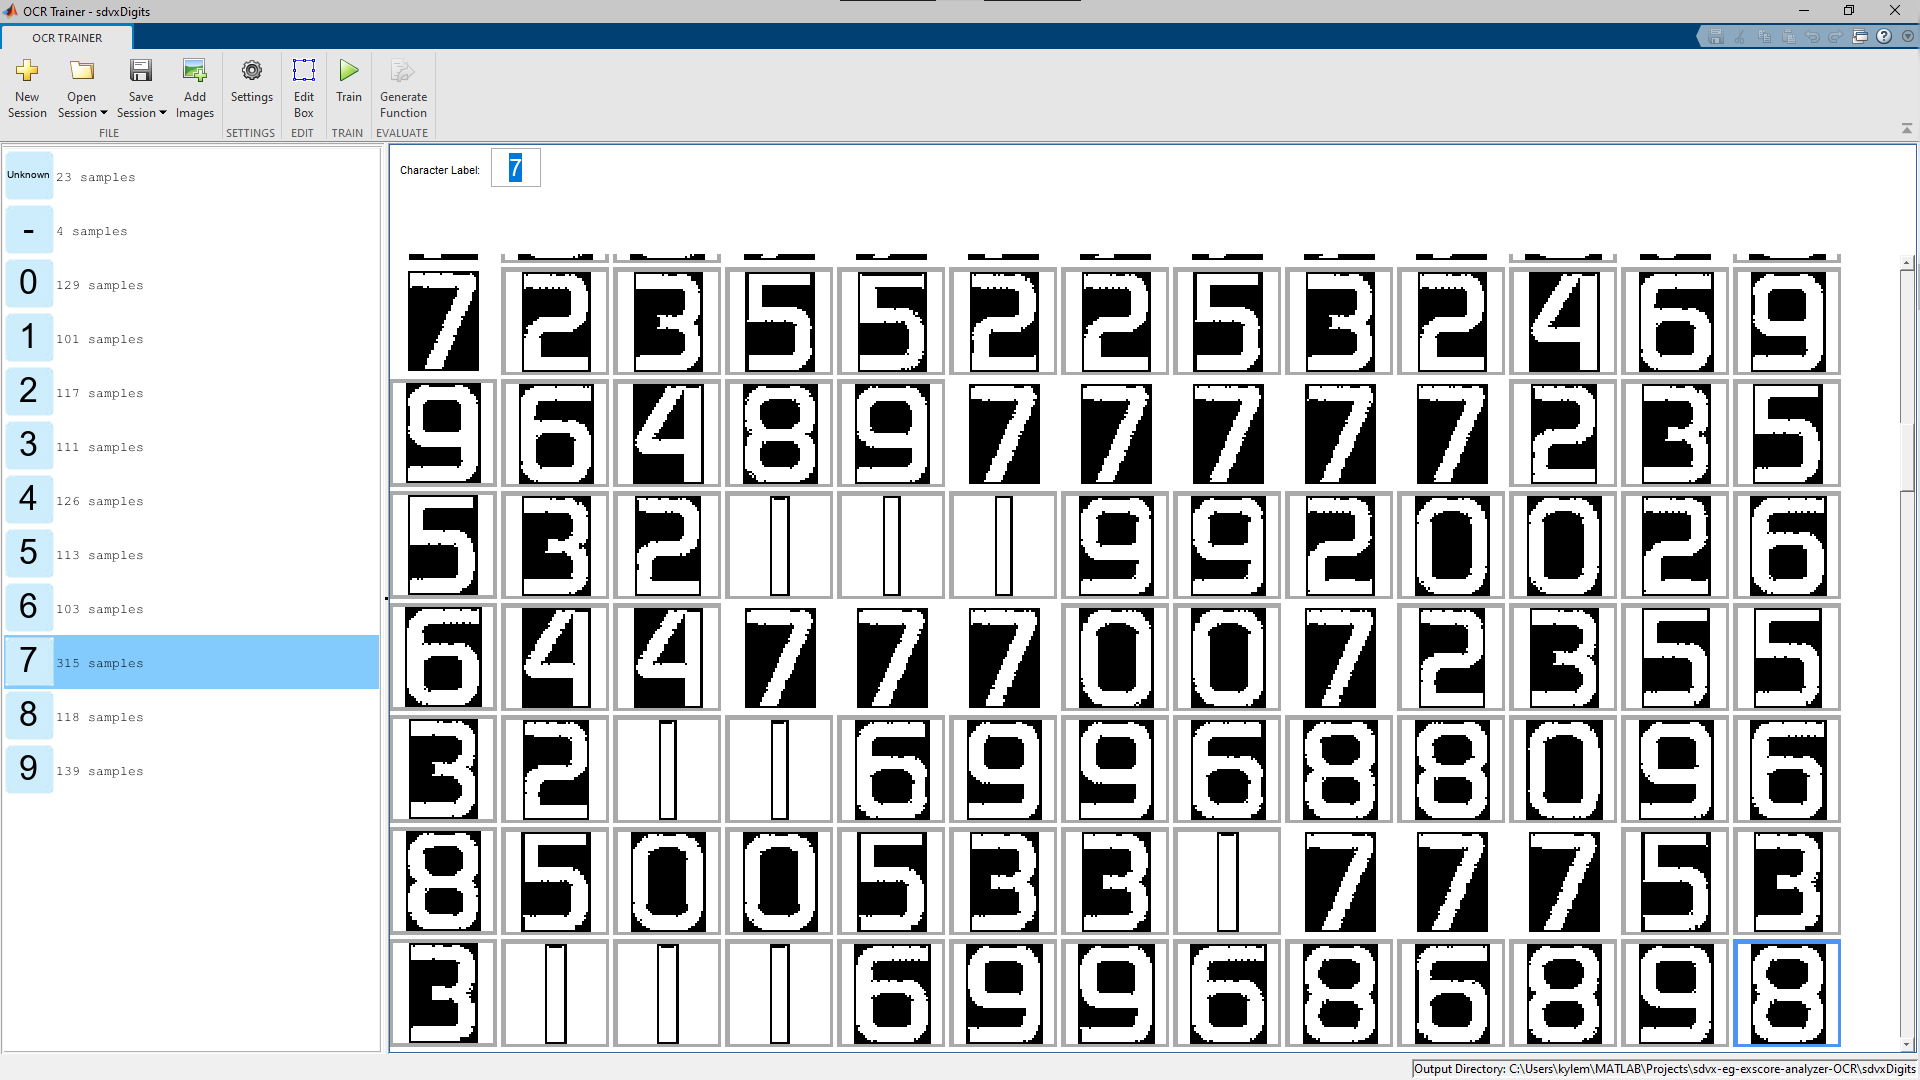 OCR Trainer - sdvxDigits
OCR TRAINER
New Session
Open Session
Save Session
Add Images
Settings
Edit Box
Train
Generate Function
FILE
SETTINGS
EDIT
TRAIN
EVALUATE
Unknown 23 samples
- 4 samples
0 129 samples
1 101 samples
2 117 samples
3 111 samples
4 126 samples
5 113 samples
6 103 samples
7 315 samples
8 118 samples
9 139 samples
Character Label: 7
7 2 3 5 5 2 2 5 3 2 4 6 9
9 6 4 8 9 7 7 7 7 7 2 3 5
5 3 2 1 1 1 9 9 2 0 0 2 6
6 4 4 7 7 7 0 0 7 2 3 5 5
3 2 1 1 6 9 9 6 8 8 0 9 6
8 5 0 0 5 3 3 1 7 7 7 5 3
3 1 1 1 6 9 9 6 8 6 8 9 8
Output Directory: C:\Users\kylem\MATLAB\Projects\sdvx-eg-exscore-analyzer-OCR\sdvxDigits